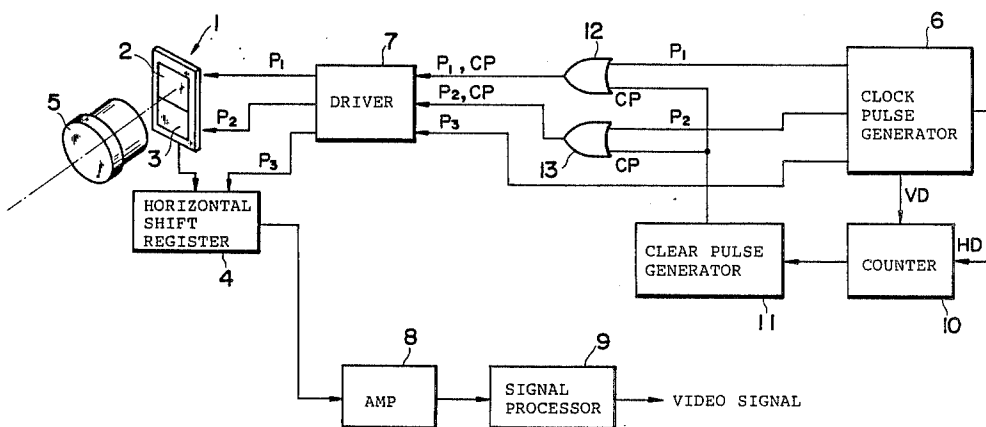 1
2
3
5
7
DRIVER
12
13
6
CLOCK
PULSE
GENERATOR
P1
P2
P3
P1, CP
P2, CP
P3
P1
CP
P2
CP
VD
HD
HORIZONTAL
SHIFT
REGISTER
4
CLEAR PULSE
GENERATOR
11
COUNTER
10
8
AMP
9
SIGNAL
PROCESSOR
VIDEO SIGNAL